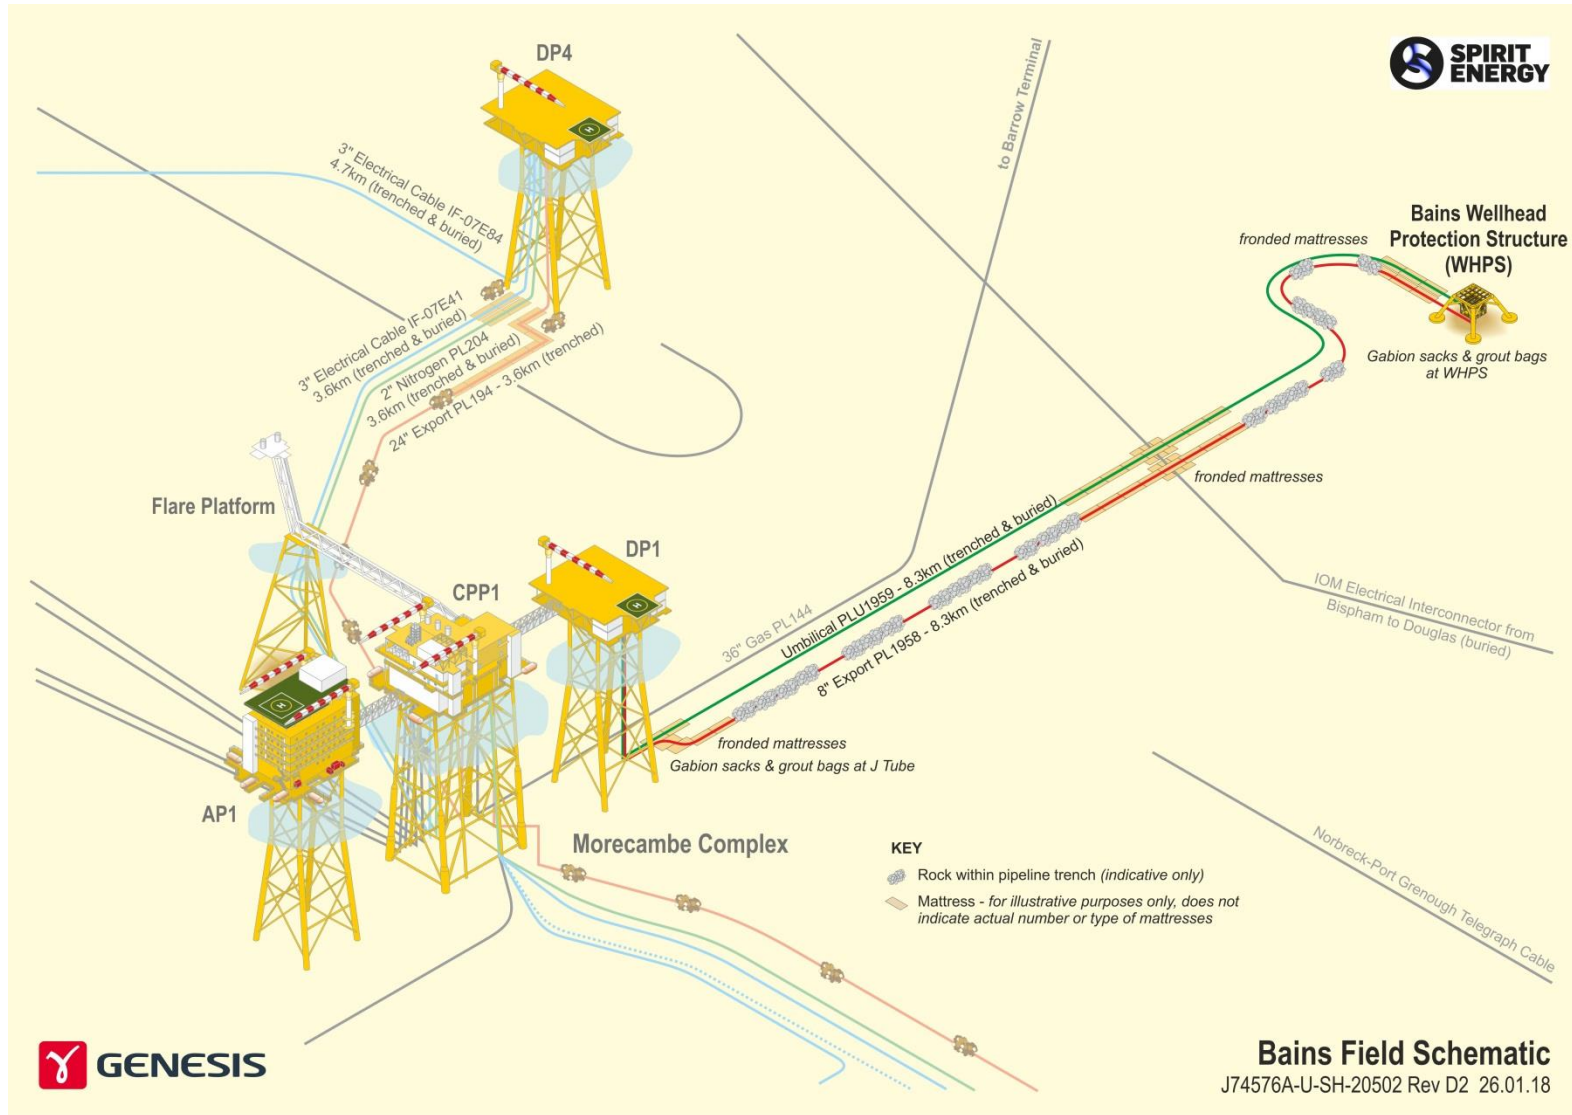 DP4
SPIRIT
ENERGY
to Barrow Terminal
3" Electrical Cable IF-07E84
4.7km (trenched & buried)
Bains Wellhead
Protection Structure
(WHPS)
fronded mattresses
3" Electrical Cable IF-07E41
3.6km (trenched & buried)
2" Nitrogen PL204
3.6km (trenched & buried)
24" Export PL194 - 3.6km (trenched)
Gabion sacks & grout bags
at WHPS
fronded mattresses
Flare Platform
DP1
CPP1
36" Gas PL144
Umbilical PLU1959 - 8.3km (trenched & buried)
8" Export PL1958 - 8.3km (trenched & buried)
IOM Electrical Interconnector from
Bispham to Douglas (buried)
H
H
H
fronded mattresses
Gabion sacks & grout bags at J Tube
AP1
Morecambe Complex
KEY
Rock within pipeline trench (indicative only)
Mattress - for illustrative purposes only, does not
indicate actual number or type of mattresses
Norbreck-Port Grenough Telegraph Cable
GENESIS
Bains Field Schematic
J74576A-U-SH-20502 Rev D2 26.01.18